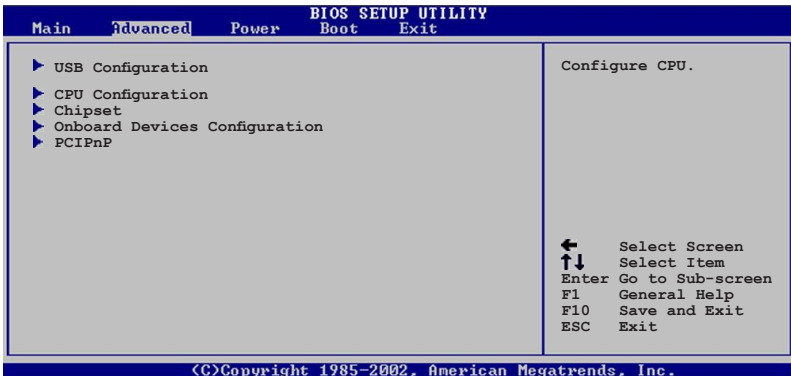 BIOS SETUP UTILITY
Main Advanced Power Boot Exit
USB Configuration
CPU Configuration
Chipset
Onboard Devices Configuration
PCIPnP
Configure CPU.
← Select Screen
↑↓ Select Item
Enter Go to Sub-screen
F1 General Help
F10 Save and Exit
ESC Exit
(C)Copyright 1985-2002, American Megatrends, Inc.